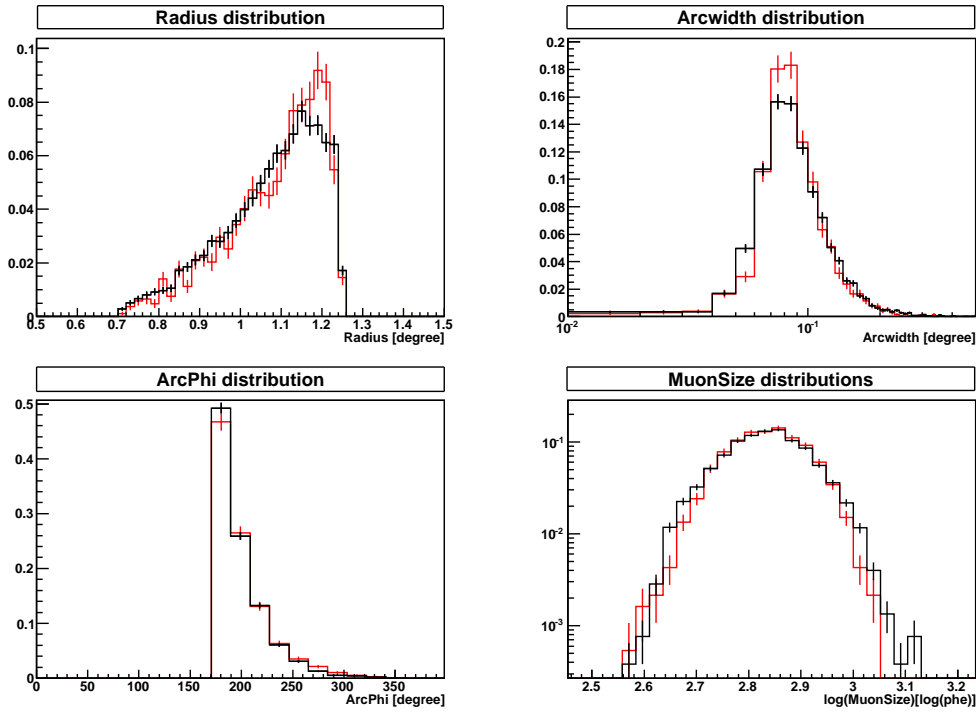 Radius distribution
0.1
0.08
0.06
0.04
0.02
0
0.5 0.6 0.7 0.8 0.9 1 1.1 1.2 1.3 1.4 1.5
Radius [degree]
Arcwidth distribution
0.2
0.18
0.16
0.14
0.12
0.1
0.08
0.06
0.04
0.02
0
10-2 10-1
Arcwidth [degree]
ArcPhi distribution
0.5
0.4
0.3
0.2
0.1
0
0 50 100 150 200 250 300 350
ArcPhi [degree]
MuonSize distributions
10-1
10-2
10-3
2.5 2.6 2.7 2.8 2.9 3 3.1 3.2
log(MuonSize)[log(phe)]